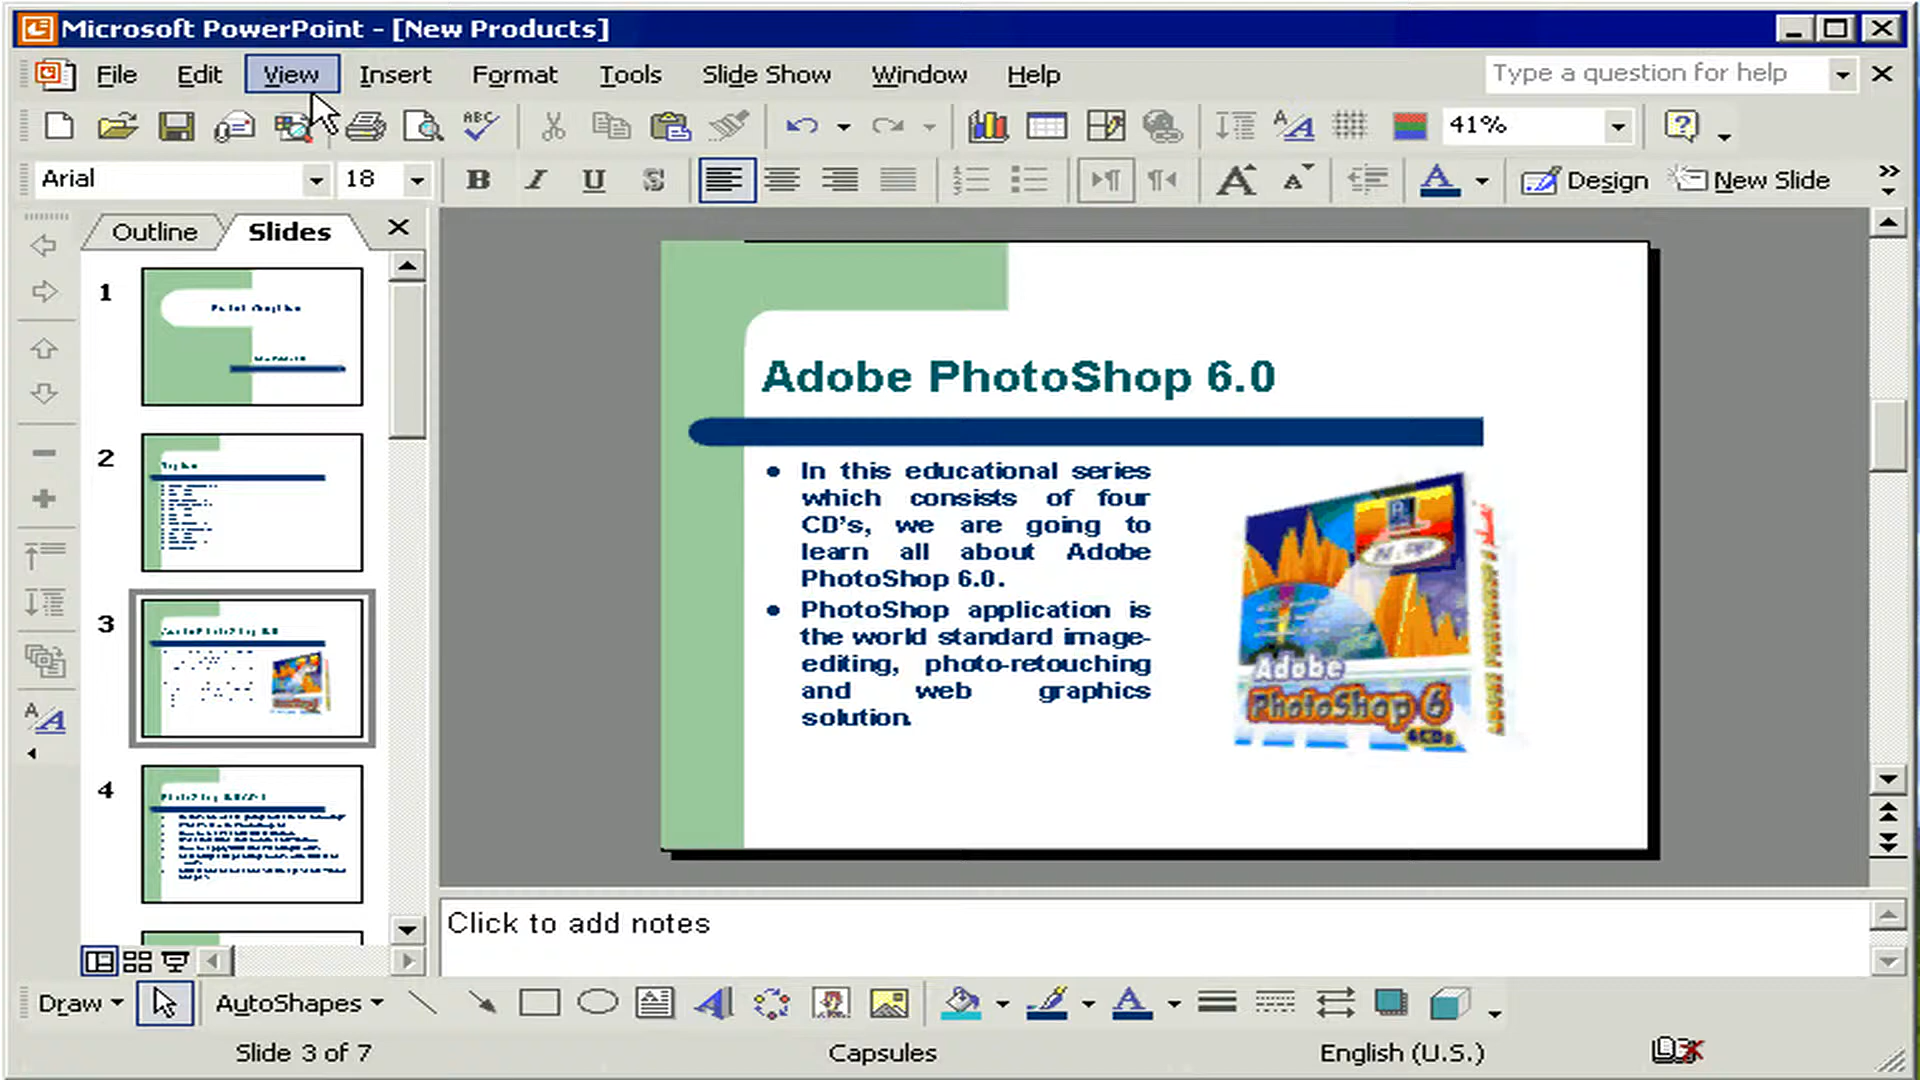 Microsoft PowerPoint - [New Products]
File Edit View Insert Format Tools Slide Show Window Help Type a question for help
ABC 41%
Arial 18 B I U S A A A Design New Slide
Outline Slides
1
2
3
4
Adobe PhotoShop 6.0
• In this educational series
which consists of four
CD's, we are going to
learn all about Adobe
PhotoShop 6.0.
• PhotoShop application is
the world standard image-
editing, photo-retouching
and web graphics
solution.
Adobe
PhotoShop 6
4CDs
Click to add notes
Draw AutoShapes
Slide 3 of 7 Capsules English (U.S.)